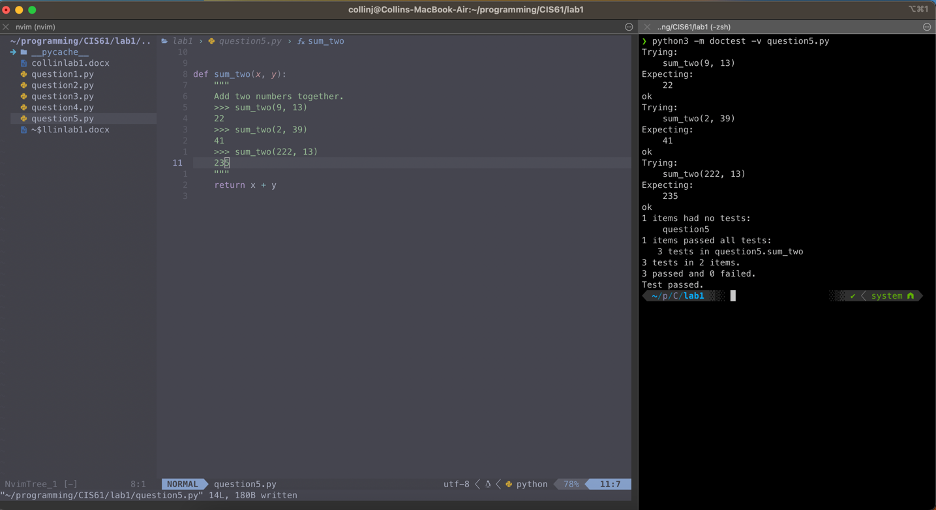 collinj@Collins-MacBook-Air:~/programming/CIS61/lab1
⌥⌘1
nvim (nvim)
~/programming/CIS61/lab1/..
__pycache__
collinlab1.docx
question1.py
question2.py
question3.py
question4.py
question5.py
~$llinlab1.docx
lab1 › question5.py › sum_two
10
9
8 def sum_two(x, y):
7 """
6 Add two numbers together.
5 >>> sum_two(9, 13)
4 22
3 >>> sum_two(2, 39)
2 41
1 >>> sum_two(222, 13)
11 235
1 """
2 return x + y
3
NvimTree_1 [-] 8:1
NORMAL question5.py utf-8 python 78% 11:7
"~/programming/CIS61/lab1/question5.py" 14L, 180B written
..ng/CIS61/lab1 (-zsh)
❯ python3 -m doctest -v question5.py
Trying:
sum_two(9, 13)
Expecting:
22
ok
Trying:
sum_two(2, 39)
Expecting:
41
ok
Trying:
sum_two(222, 13)
Expecting:
235
ok
1 items had no tests:
question5
1 items passed all tests:
3 tests in question5.sum_two
3 tests in 2 items.
3 passed and 0 failed.
Test passed.
~/p/C/lab1 ✔ system